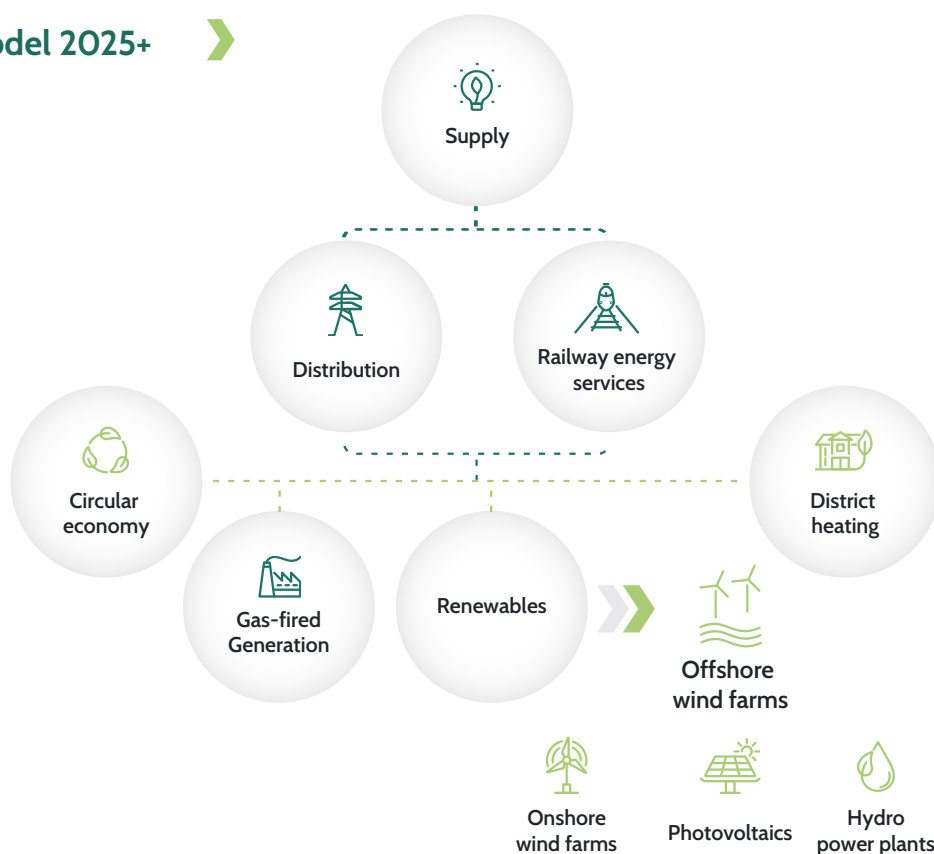 odel 2025+
Supply
Distribution
Railway energy
services
Circular
economy
District
heating
Gas-fired
Generation
Renewables
Offshore
wind farms
Onshore
wind farms
Photovoltaics
Hydro
power plants